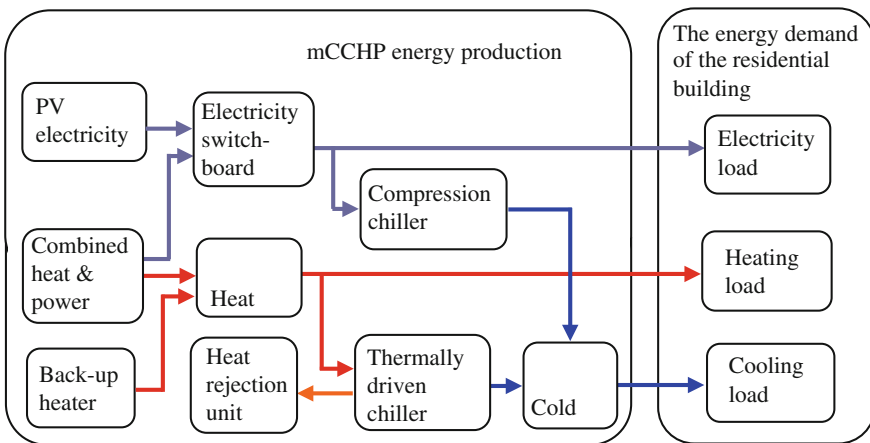 mCCHP energy production
The energy demand
of the residential
building
PV
electricity
Electricity
switch-
board
Electricity
load
Compression
chiller
Combined
heat &
power
Heat
Heating
load
Back-up
heater
Heat
rejection
unit
Thermally
driven
chiller
Cold
Cooling
load